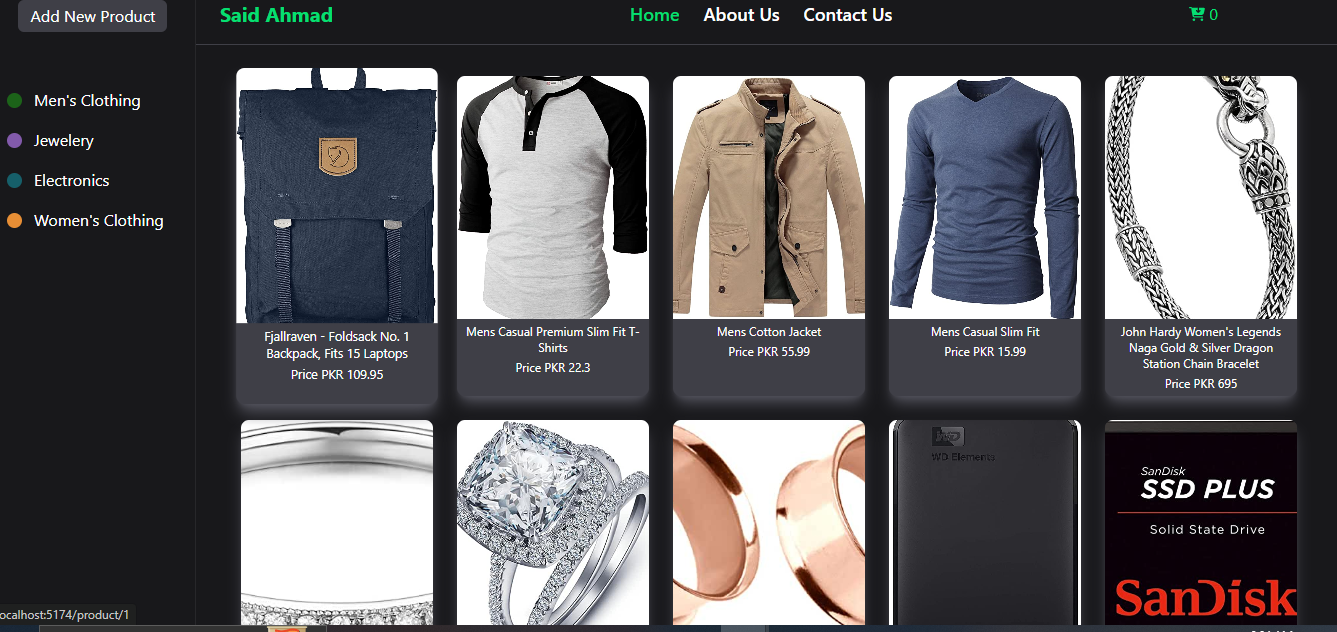 Add New Product
Said Ahmad
Home
About Us
Contact Us
0
Men's Clothing
Jewelery
Electronics
Women's Clothing
Fjallraven - Foldsack No. 1
Backpack, Fits 15 Laptops
Price PKR 109.95
Mens Casual Premium Slim Fit T-
Shirts
Price PKR 22.3
Mens Cotton Jacket
Price PKR 55.99
Mens Casual Slim Fit
Price PKR 15.99
John Hardy Women's Legends
Naga Gold & Silver Dragon
Station Chain Bracelet
Price PKR 695
WD
WD Elements
SanDisk
SSD PLUS
Solid State Drive
SanDisk
ocalhost:5174/product/1